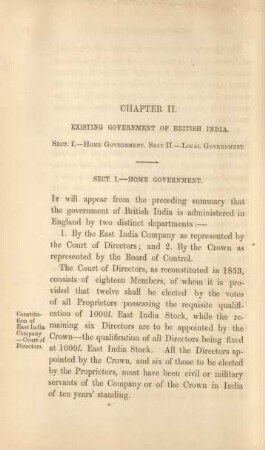 CHAPTER II.
EXISTING GOVERNMENT OF BRITISH INDIA.
SECT. I.—HOME GOVERNMENT. SECT II.—LOCAL GOVERNMENT.
SECT. I.—HOME GOVERNMENT.
IT will appear from the preceding summary that
the government of British India is administered in
England by two distinct departments :—
1. By the East India Company as represented by
the Court of Directors; and 2. By the Crown as
represented by the Board of Control.
The Court of Directors, as reconstituted in 1853,
consists of eighteen Members, of whom it is pro-
vided that twelve shall be elected by the votes
of all Proprietors possessing the requisite qualifi-
cation of 1000l. East India Stock, while the re-
maining six Directors are to be appointed by the
Crown—the qualification of all Directors being fixed
at 1000l. East India Stock. All the Directors ap-
pointed by the Crown, and six of those to be elected
by the Proprietors, must have been civil or military
servants of the Company or of the Crown in India
of ten years' standing.
Constitu-
tion of
East India
Company
—Court of
Directors.